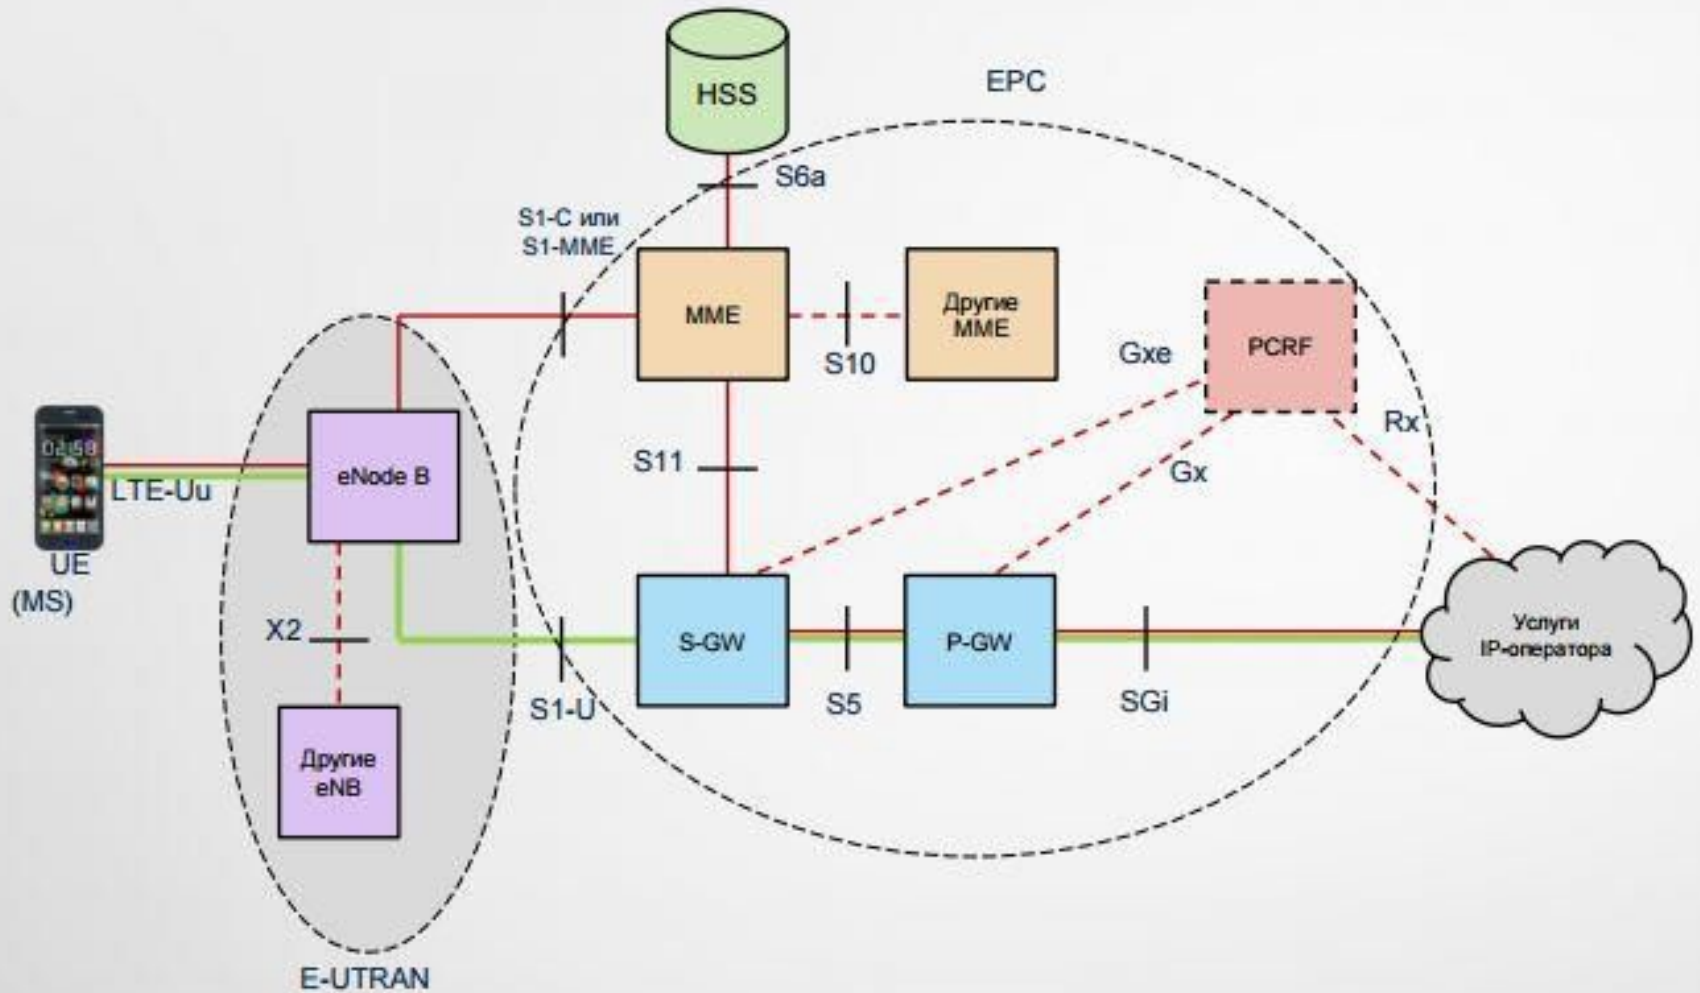 HSS
EPC
S6a
S1-C или
S1-MME
MME
S10
Другие
MME
Gxe
PCRF
Rx
Gx
S11
02:58
LTE-Uu
eNode B
UE
(MS)
X2
S1-U
S-GW
S5
P-GW
SGi
Услуги
IP-оператора
Другие
eNB
E-UTRAN